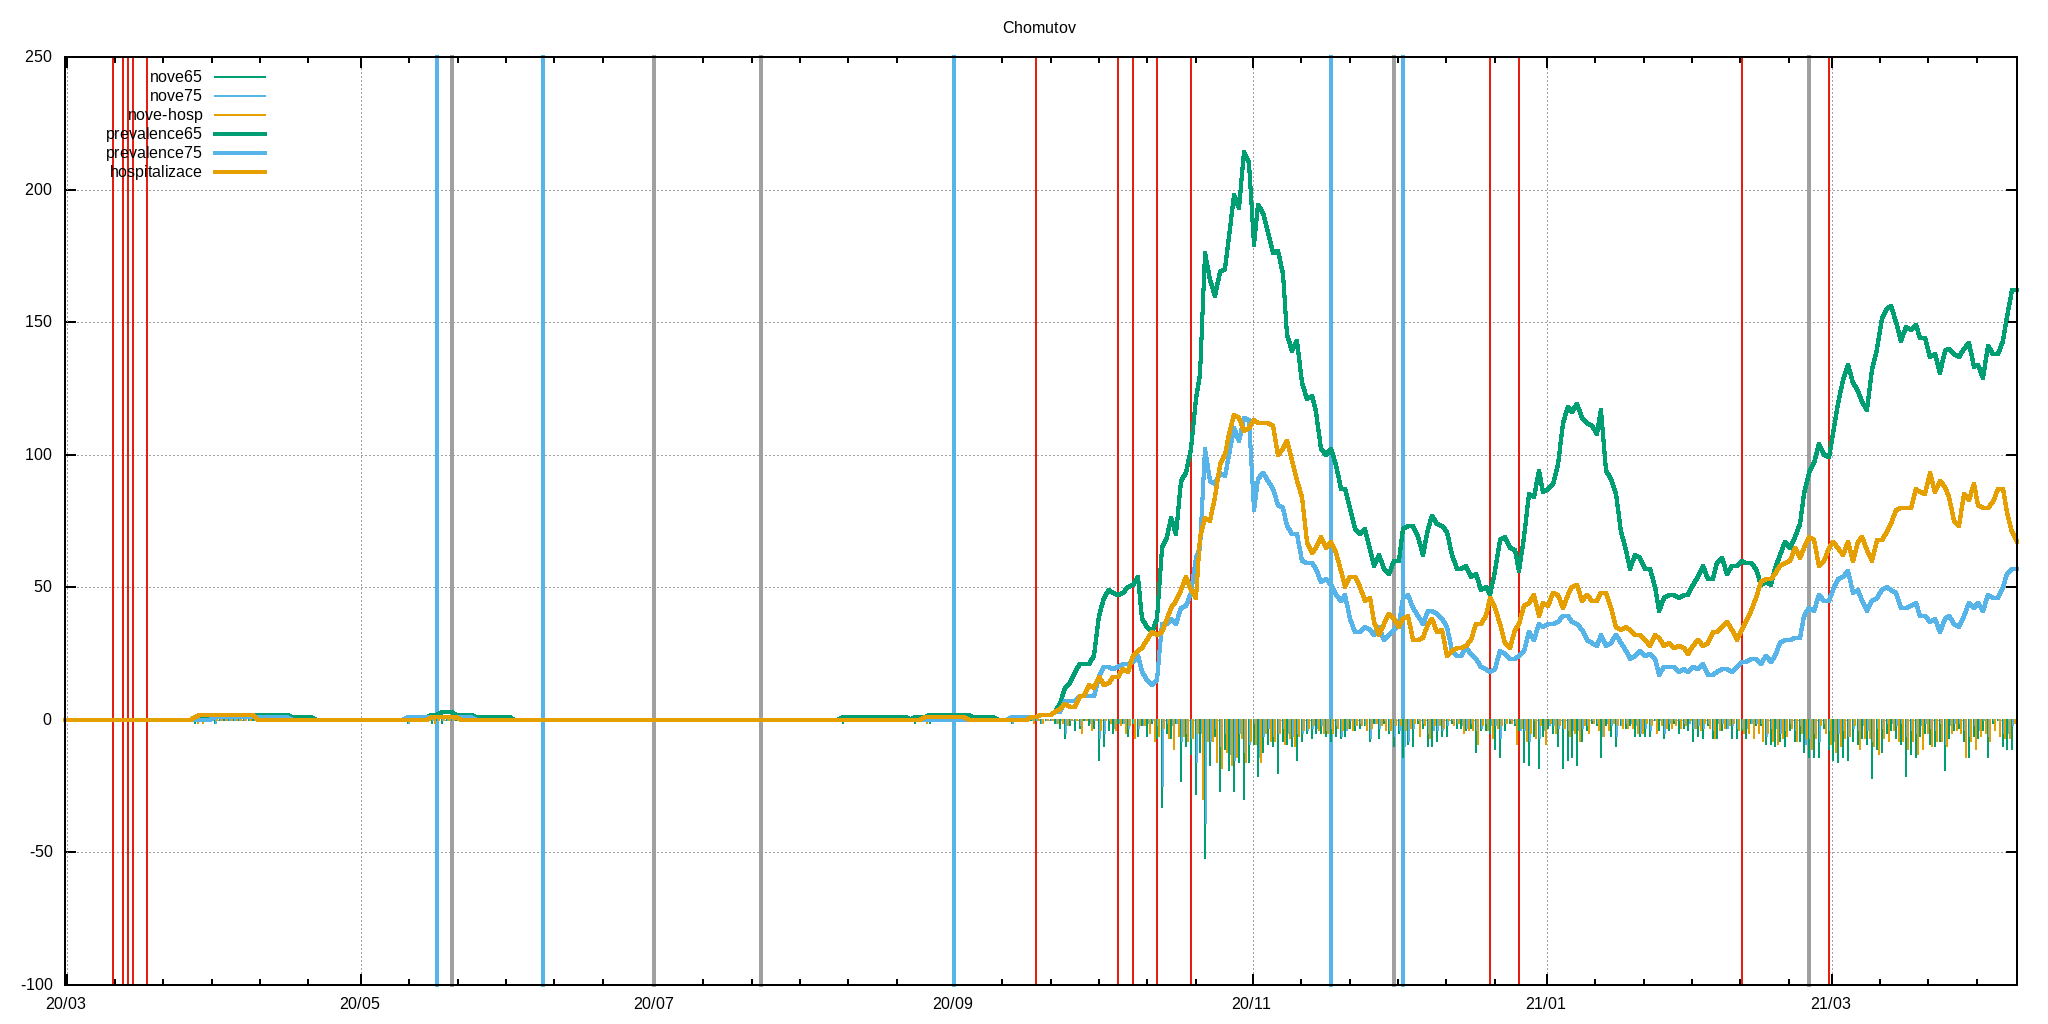 Chomutov
250
nove65
nove75
nove-hosp
prevalence65
prevalence75
hospitalizace
200
150
100
50
0
-50
-100
20/03 20/05 20/07 20/09 20/11 21/01 21/03